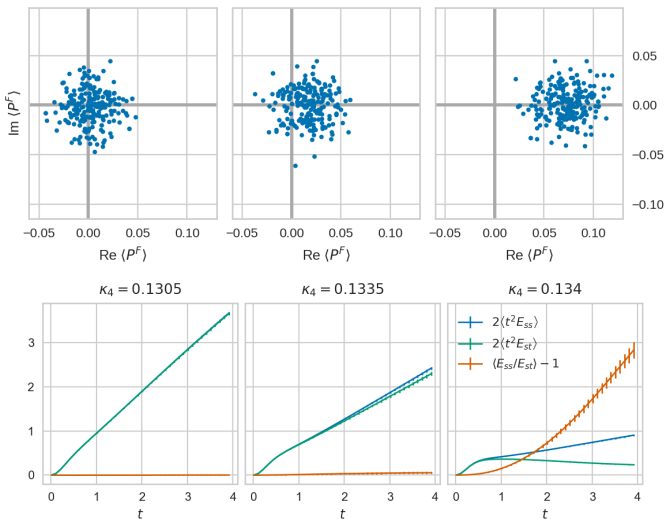 Im ⟨P^F⟩
0.05
0.00
−0.05
−0.10
−0.05 0.00 0.05 0.10
−0.05 0.00 0.05 0.10
−0.05 0.00 0.05 0.10
Re ⟨P^F⟩
Re ⟨P^F⟩
Re ⟨P^F⟩
κ₄ = 0.1305
κ₄ = 0.1335
κ₄ = 0.134
2⟨t²E_ss⟩
2⟨t²E_st⟩
⟨E_ss/E_st⟩ − 1
3
2
1
0
0 1 2 3 4
0 1 2 3 4
0 1 2 3 4
t
t
t